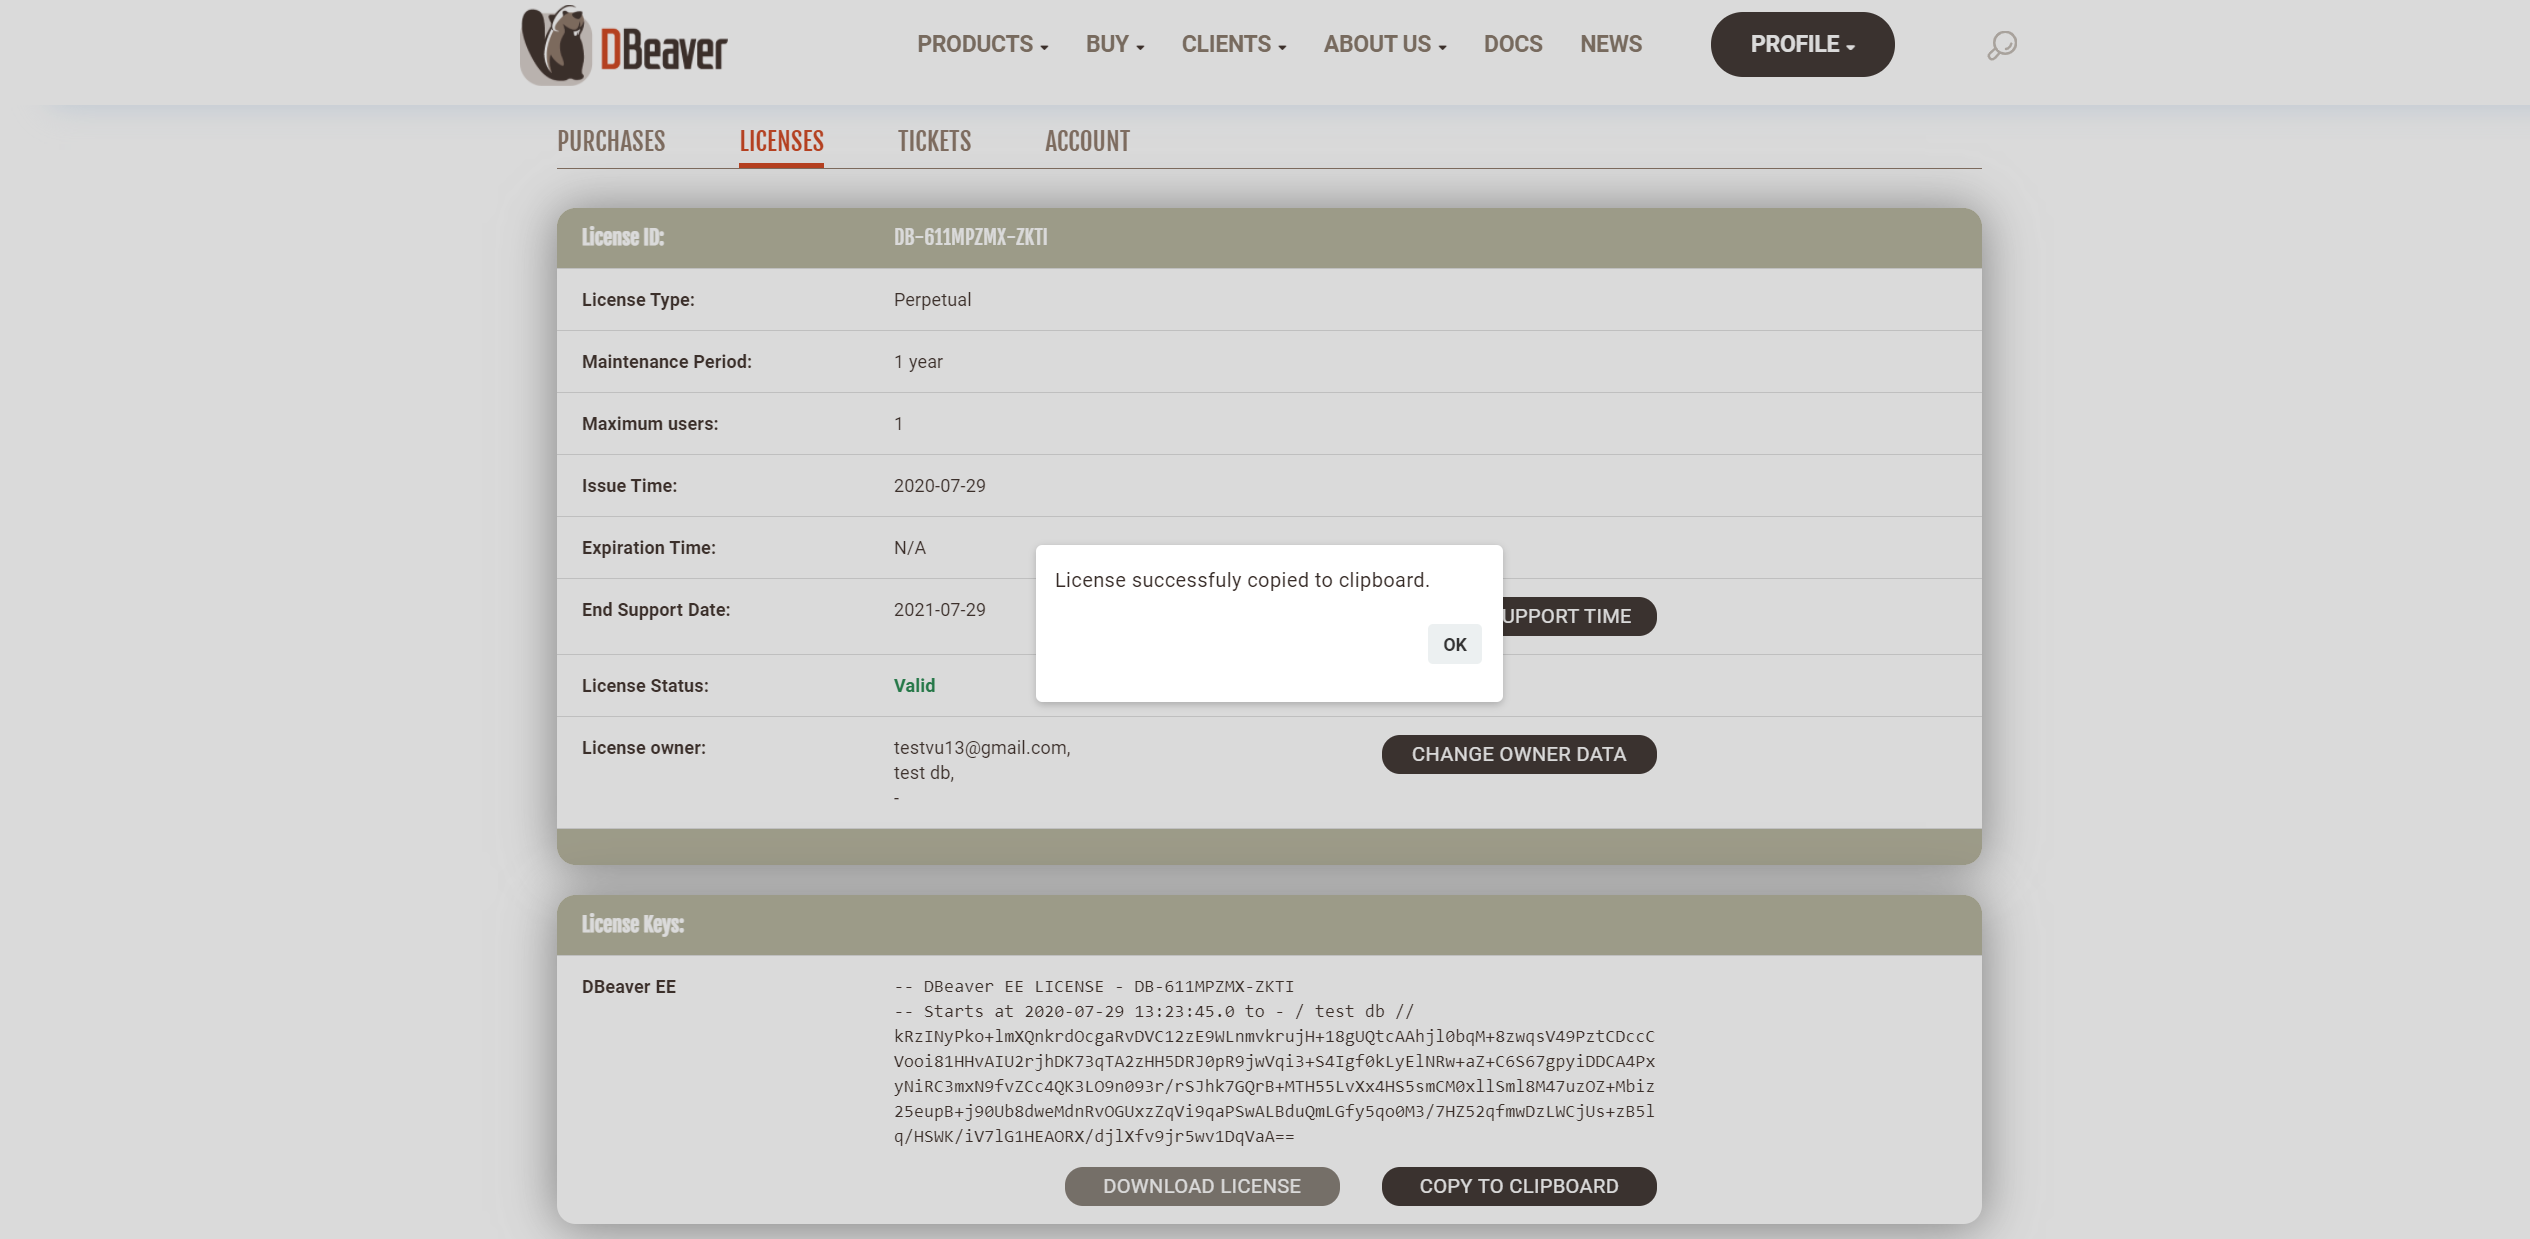 DBeaver
PRODUCTS BUY CLIENTS ABOUT US DOCS NEWS PROFILE
PURCHASES LICENSES TICKETS ACCOUNT
License ID: DB-611MPZMX-ZKTI
License Type: Perpetual
Maintenance Period: 1 year
Maximum users: 1
Issue Time: 2020-07-29
Expiration Time: N/A
License successfuly copied to clipboard.
End Support Date: 2021-07-29 UPPORT TIME
OK
License Status: Valid
License owner: testvu13@gmail.com, CHANGE OWNER DATA
test db,
-
License Keys:
DBeaver EE -- DBeaver EE LICENSE - DB-611MPZMX-ZKTI
-- Starts at 2020-07-29 13:23:45.0 to - / test db //
kRzINyPko+lmXQnkrdOcgaRvDVC12zE9WLnmvkrujH+18gUQtcAAhjl0bqM+8zwqsV49PztCDccC
Vooi81HHvAIU2rjhDK73qTA2zHH5DRJ0pR9jwVqi3+S4Igf0kLyElNRw+aZ+C6S67gpyiDDCA4Px
yNiRC3mxN9fvZCc4QK3LO9n093r/rSJhk7GQrB+MTH55LvXx4HS5smCM0xllSml8M47uzOZ+Mbiz
25eupB+j90Ub8dweMdnRvOGUxzZqVi9qaPSwALBduQmLGfy5qo0M3/7HZ52qfmwDzLWCjUs+zB5l
q/HSWK/iV7lG1HEAORX/djlXfv9jr5wv1DqVaA==
DOWNLOAD LICENSE COPY TO CLIPBOARD